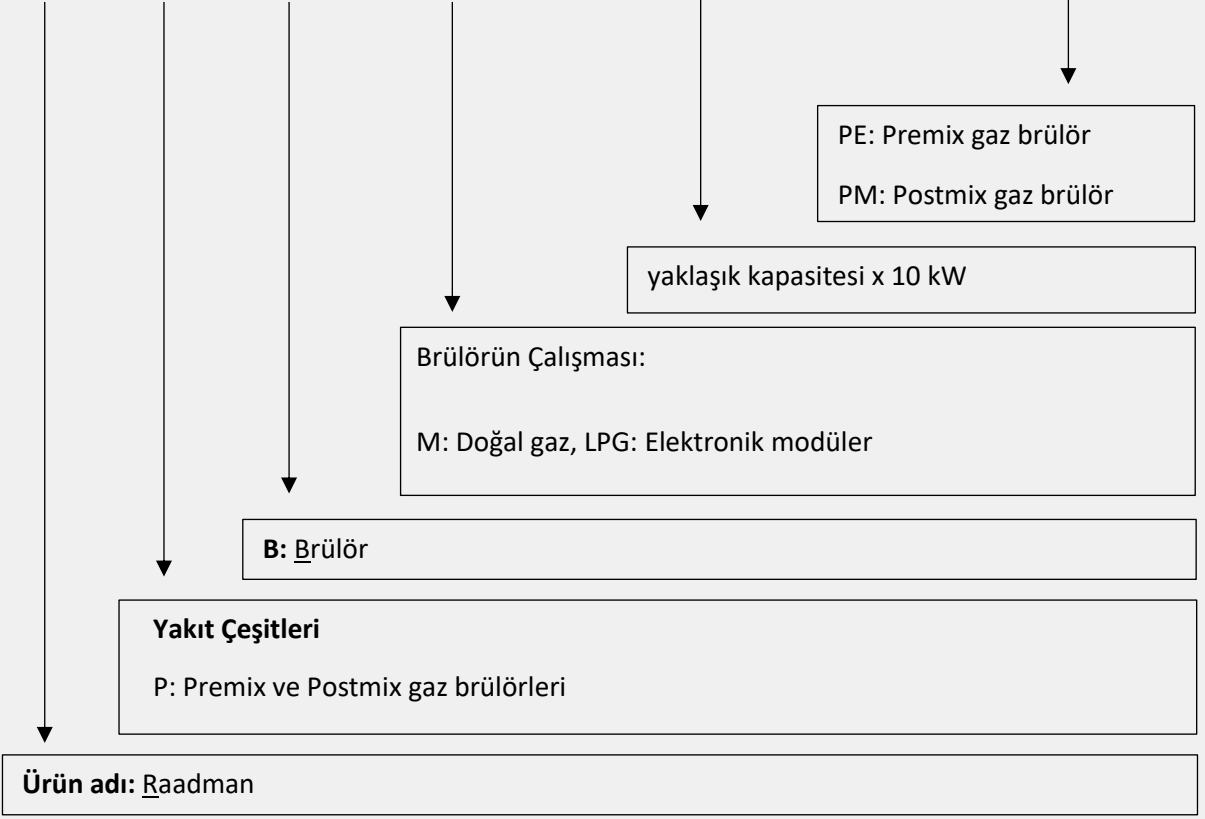 PE: Premix gaz brülör
PM: Postmix gaz brülör
yaklaşık kapasitesi x 10 kW
Brülörün Çalışması:
M: Doğal gaz, LPG: Elektronik modüler
B: Brülör
Yakıt Çeşitleri
P: Premix ve Postmix gaz brülörleri
Ürün adı: Raadman